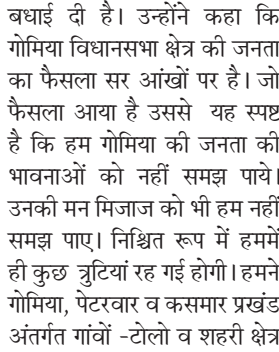 बधाई दी है। उन्होंने कहा कि
गोमिया विधानसभा क्षेत्र की जनता
का फैसला सर आंखों पर है। जो
फैसला आया है उससे यह स्पष्ट
है कि हम गोमिया की जनता की
भावनाओं को नहीं समझ पाये।
उनकी मन मिजाज को भी हम नहीं
समझ पाए। निश्चित रूप में हममें
ही कुछ त्रुटियां रह गई होगी। हमने
गोमिया, पेटरवार व कसमार प्रखंड
अंतर्गत गांवों -टोलो व शहरी क्षेत्र